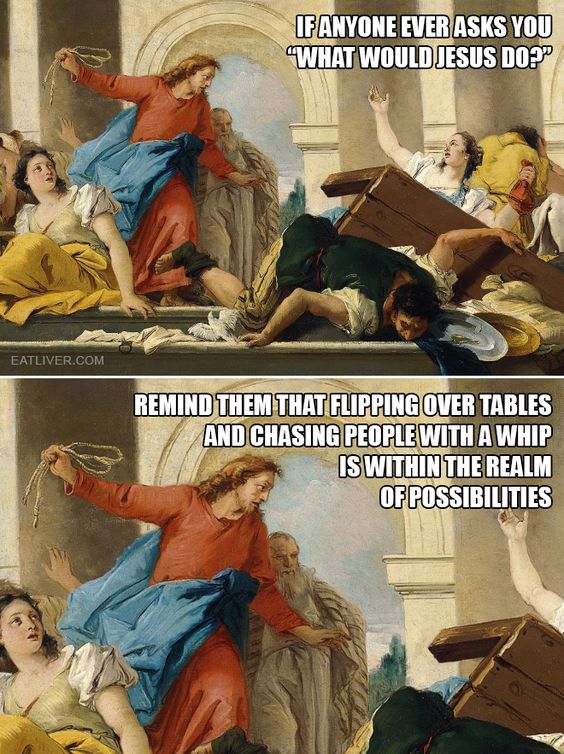 IF ANYONE EVER ASKS YOU
“WHAT WOULD JESUS DO?”
EATLIVER.COM
REMIND THEM THAT FLIPPING OVER TABLES
AND CHASING PEOPLE WITH A WHIP
IS WITHIN THE REALM
OF POSSIBILITIES